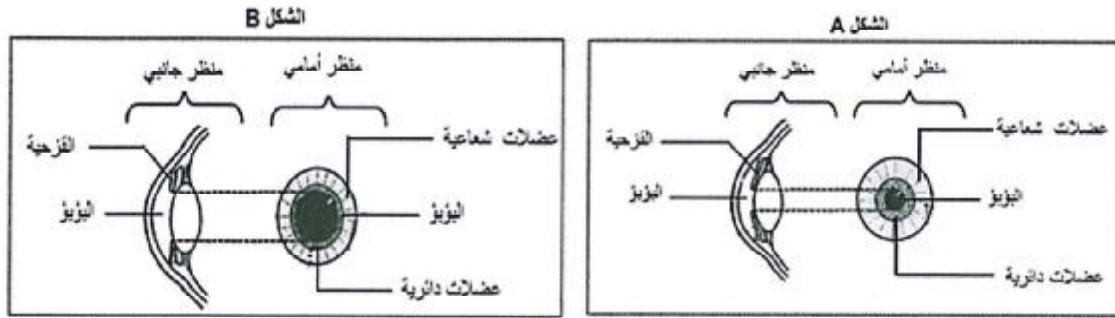 الشكل A
منظر أمامي
منظر جانبي
عضلات شعاعية
القزحية
البؤبؤ
البؤبؤ
عضلات دائرية
الشكل B
منظر أمامي
منظر جانبي
عضلات شعاعية
القزحية
البؤبؤ
البؤبؤ
عضلات دائرية